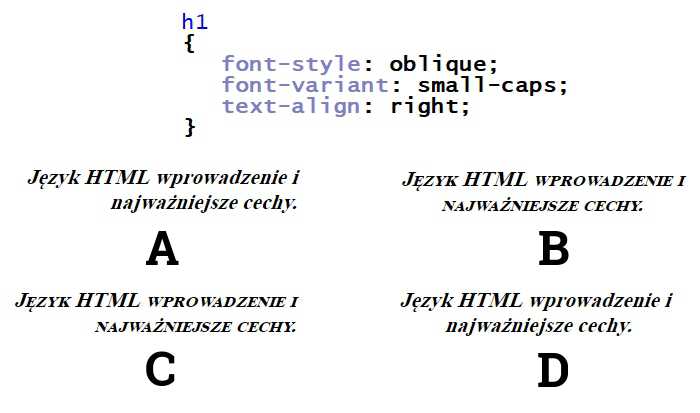 h1
{
font-style: oblique;
font-variant: small-caps;
text-align: right;
}
Język HTML wprowadzenie i
najważniejsze cechy.
A
Język HTML wprowadzenie i
najważniejsze cechy.
B
Język HTML wprowadzenie i
najważniejsze cechy.
C
Język HTML wprowadzenie i
najważniejsze cechy.
D